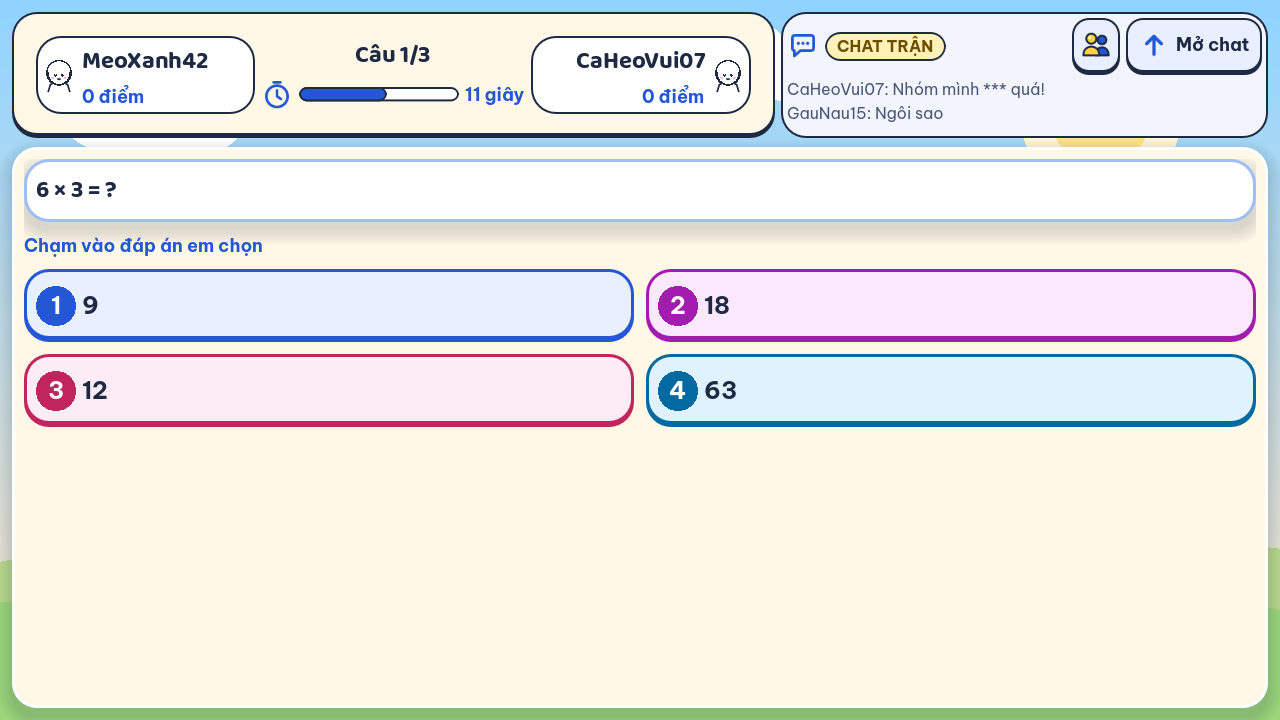 MeoXanh42
0 điểm
Câu 1/3
11 giây
CaHeoVui07
0 điểm
CHAT TRẬN
Mở chat
CaHeoVui07: Nhóm mình *** quá!
GauNau15: Ngôi sao
6 × 3 = ?
Chạm vào đáp án em chọn
1 9
2 18
3 12
4 63